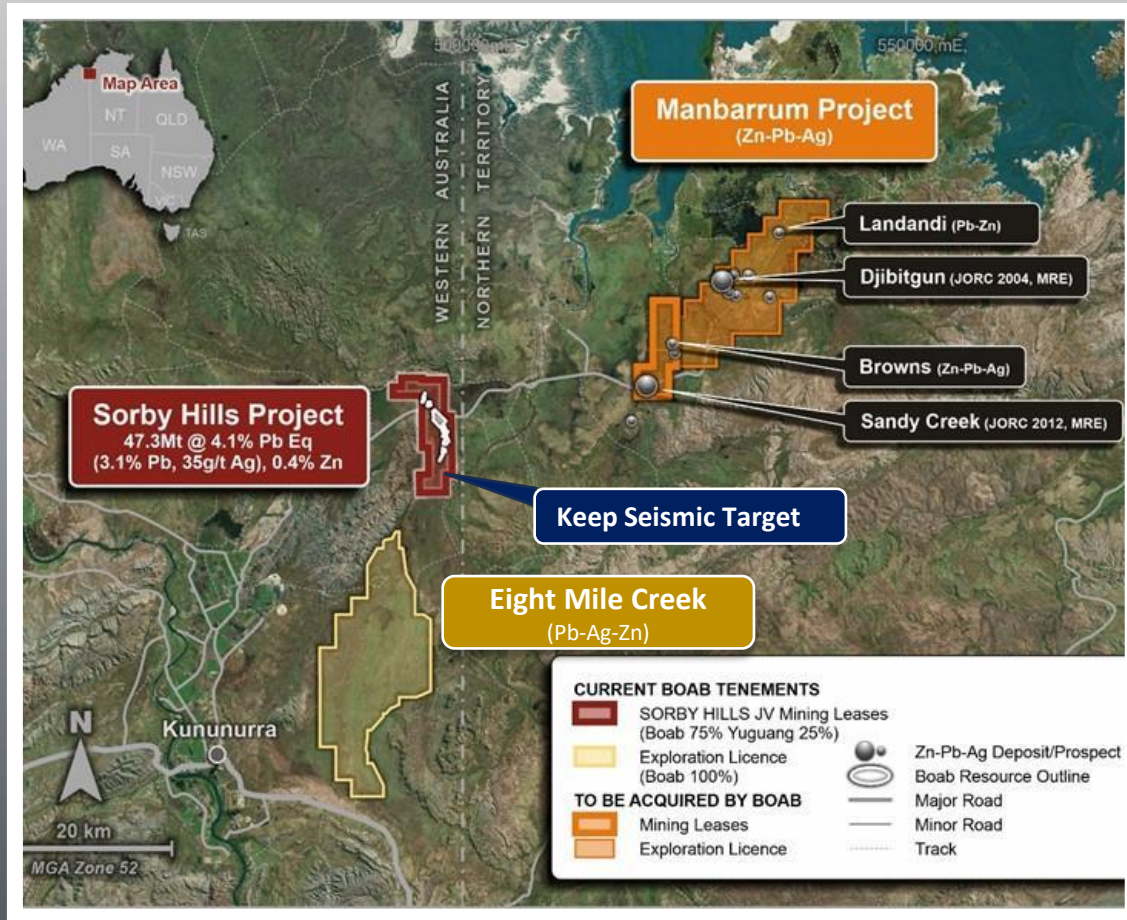 500000 mE
550000 mE
Map Area
NT
QLD
WA
SA
NSW
VIC
TAS
WESTERN AUSTRALIA
NORTHERN TERRITORY
Manbarrum Project
(Zn-Pb-Ag)
Landandi (Pb-Zn)
Djibitgun (JORC 2004, MRE)
Browns (Zn-Pb-Ag)
Sandy Creek (JORC 2012, MRE)
Sorby Hills Project
47.3Mt @ 4.1% Pb Eq
(3.1% Pb, 35g/t Ag), 0.4% Zn
Keep Seismic Target
Eight Mile Creek
(Pb-Ag-Zn)
Kununurra
N
20 km
MGA Zone 52
CURRENT BOAB TENEMENTS
SORBY HILLS JV Mining Leases
(Boab 75% Yuguang 25%)
Exploration Licence
(Boab 100%)
TO BE ACQUIRED BY BOAB
Mining Leases
Exploration Licence
Zn-Pb-Ag Deposit/Prospect
Boab Resource Outline
Major Road
Minor Road
Track